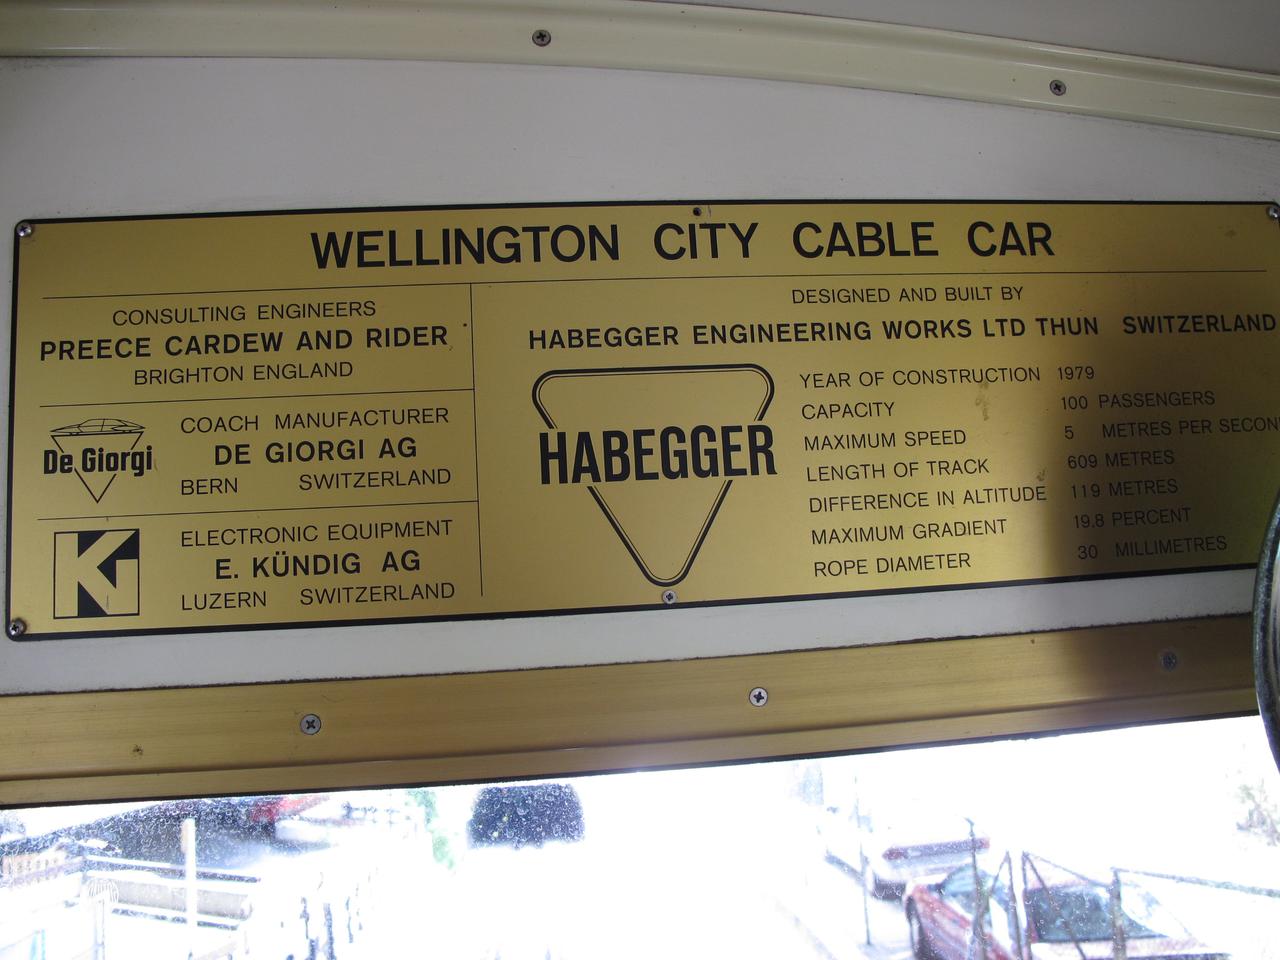 WELLINGTON CITY CABLE CAR
CONSULTING ENGINEERS
PREECE CARDEW AND RIDER
BRIGHTON ENGLAND
De Giorgi
COACH MANUFACTURER
DE GIORGI AG
BERN SWITZERLAND
K
ELECTRONIC EQUIPMENT
E. KÜNDIG AG
LUZERN SWITZERLAND
DESIGNED AND BUILT BY
HABEGGER ENGINEERING WORKS LTD THUN SWITZERLAND
HABEGGER
YEAR OF CONSTRUCTION 1979
CAPACITY 100 PASSENGERS
MAXIMUM SPEED 5 METRES PER SECON
LENGTH OF TRACK 609 METRES
DIFFERENCE IN ALTITUDE 119 METRES
MAXIMUM GRADIENT 19.8 PERCENT
ROPE DIAMETER 30 MILLIMETRES